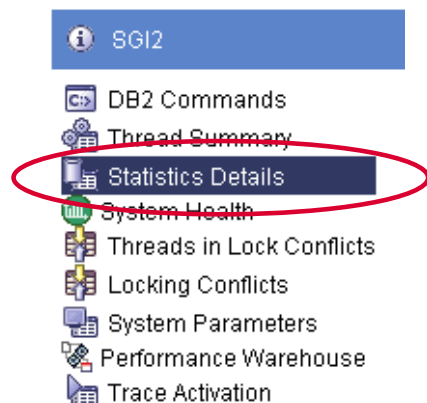 SGI2
DB2 Commands
Thread Summary
Statistics Details
System Health
Threads in Lock Conflicts
Locking Conflicts
System Parameters
Performance Warehouse
Trace Activation